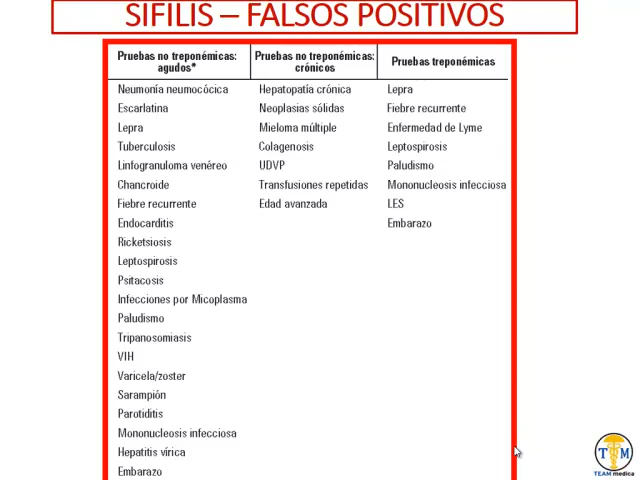 SIFILIS – FALSOS POSITIVOS
Pruebas no treponémicas: agudos*
Pruebas no treponémicas: crónicos
Pruebas treponémicas
Neumonía neumocócica
Hepatopatía crónica
Lepra
Escarlatina
Neoplasias sólidas
Fiebre recurrente
Lepra
Mieloma múltiple
Enfermedad de Lyme
Tuberculosis
Colagenosis
Leptospirosis
Linfogranuloma venéreo
UDVP
Paludismo
Chancroide
Transfusiones repetidas
Mononucleosis infecciosa
Fiebre recurrente
Edad avanzada
LES
Endocarditis
Embarazo
Ricketsiosis
Leptospirosis
Psitacosis
Infecciones por Micoplasma
Paludismo
Tripanosomiasis
VIH
Varicela/zoster
Sarampión
Parotiditis
Mononucleosis infecciosa
Hepatitis vírica
Embarazo
T M
TEAM medica